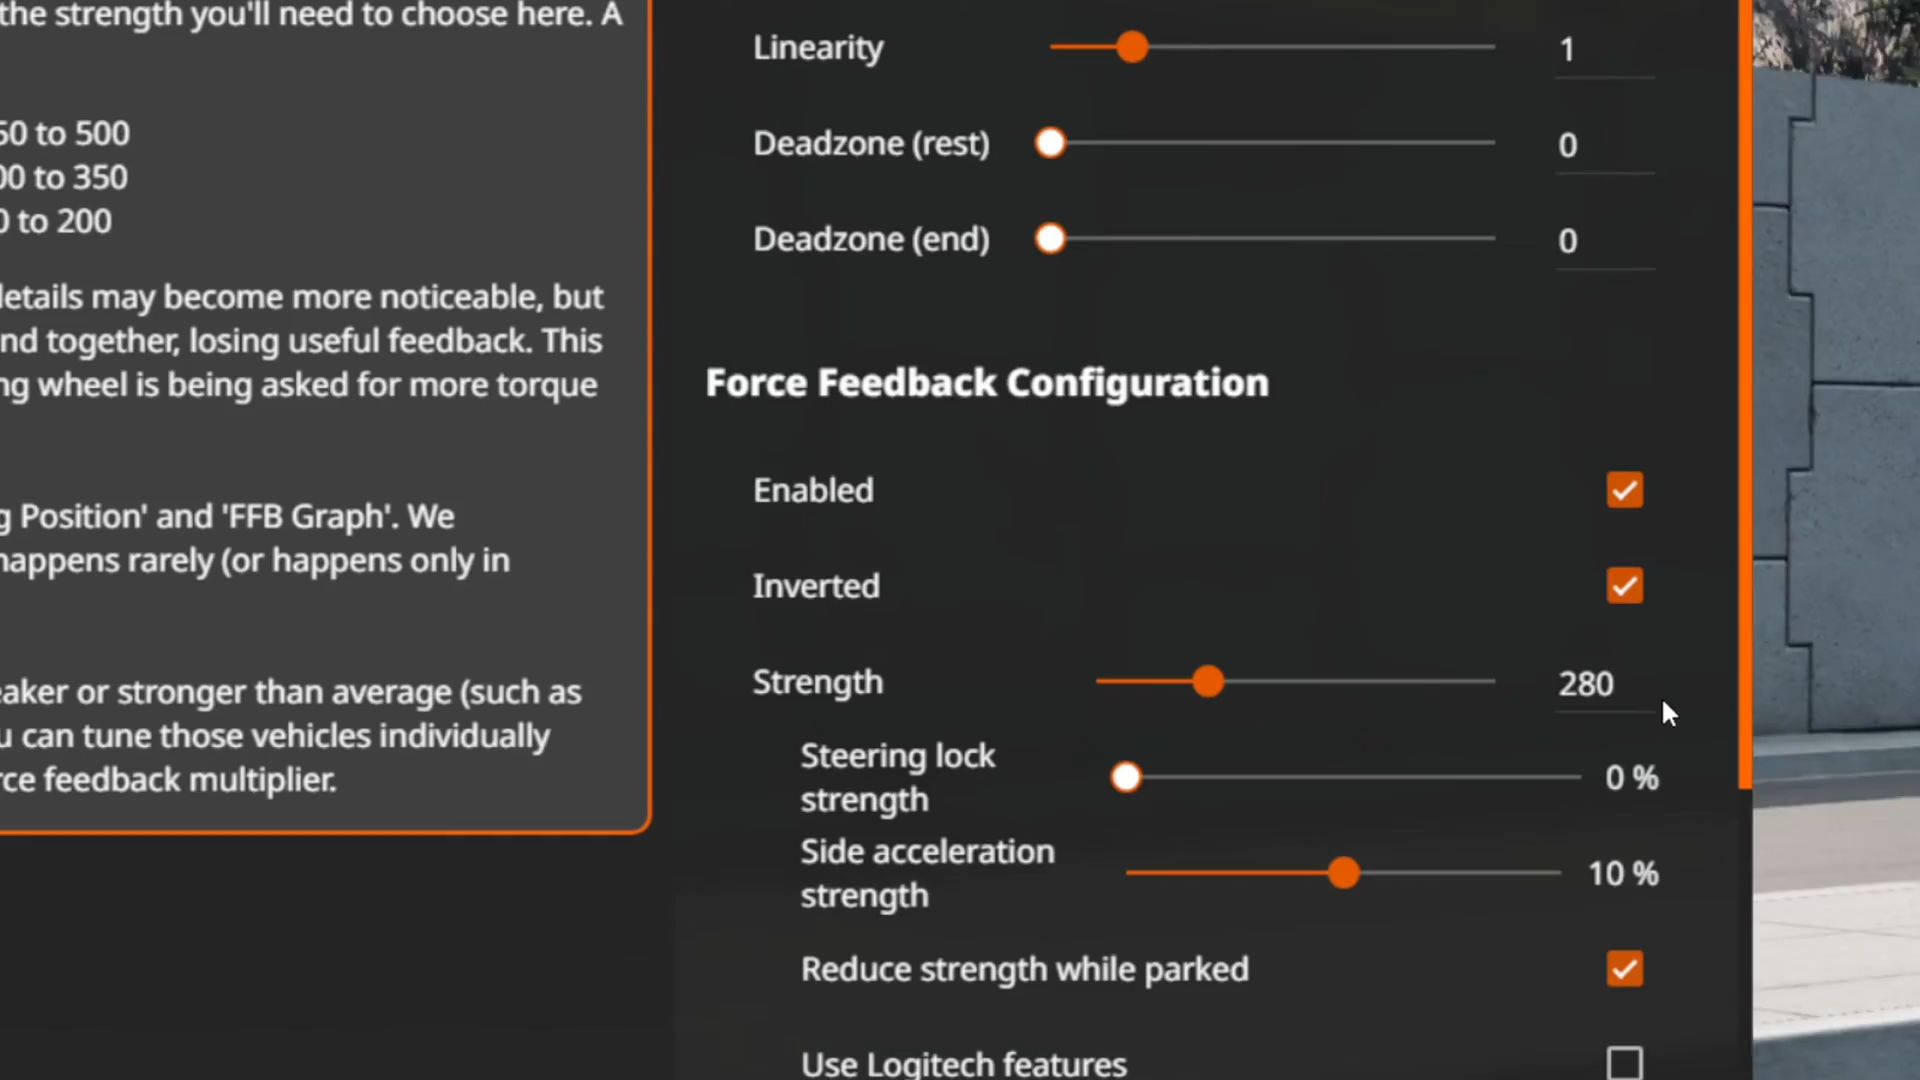 the strength you'll need to choose here. A
50 to 500
00 to 350
0 to 200
details may become more noticeable, but
nd together, losing useful feedback. This
ng wheel is being asked for more torque
g Position' and 'FFB Graph'. We
happens rarely (or happens only in
eaker or stronger than average (such as
u can tune those vehicles individually
rce feedback multiplier.
Linearity 1
Deadzone (rest) 0
Deadzone (end) 0
Force Feedback Configuration
Enabled
Inverted
Strength 280
Steering lock
strength 0 %
Side acceleration
strength 10 %
Reduce strength while parked
Use Logitech features